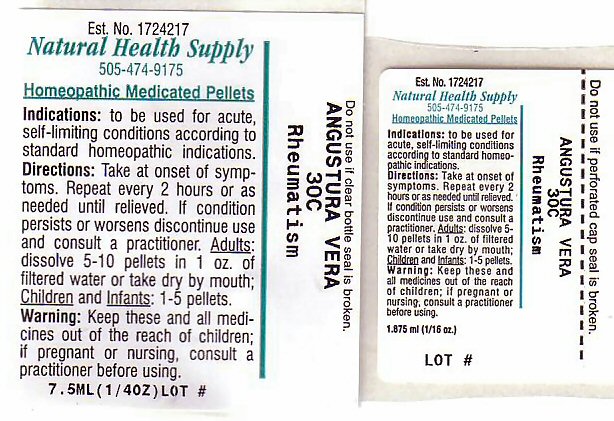 Est. No. 1724217
Natural Health Supply
505-474-9175
Homeopathic Medicated Pellets
Indications: to be used for acute,
self-limiting conditions according to
standard homeopathic indications.
Directions: Take at onset of symp-
toms. Repeat every 2 hours or as
needed until relieved. If condition
persists or worsens discontinue use
and consult a practitioner. Adults:
dissolve 5-10 pellets in 1 oz. of
filtered water or take dry by mouth;
Children and Infants: 1-5 pellets.
Warning: Keep these and all medi-
cines out of the reach of children;
if pregnant or nursing, consult a
practitioner before using.
7.5ML(1/4OZ)LOT #
Do not use if clear bottle seal is broken.
ANGUSTURA VERA
30C
Rheumatism
Est. No. 1724217
Natural Health Supply
505-474-9175
Homeopathic Medicated Pellets
Indications: to be used for
acute, self-limiting conditions
according to standard homeo-
pathic indications.
Directions: Take at onset of
symptoms. Repeat every 2
hours or as needed until relieved.
If condition persists or worsens
discontinue use and consult a
practitioner. Adults: dissolve 5-
10 pellets in 1 oz. of filtered
water or take dry by mouth;
Children and Infants: 1-5 pellets.
Warning: Keep these and
all medicines out of the reach
of children; if pregnant or
nursing, consult a practitioner
before using.
1.875 ml (1/16 oz.)
LOT #
Do not use if perforated cap seal is broken.
ANGUSTURA VERA
30C
Rheumatism